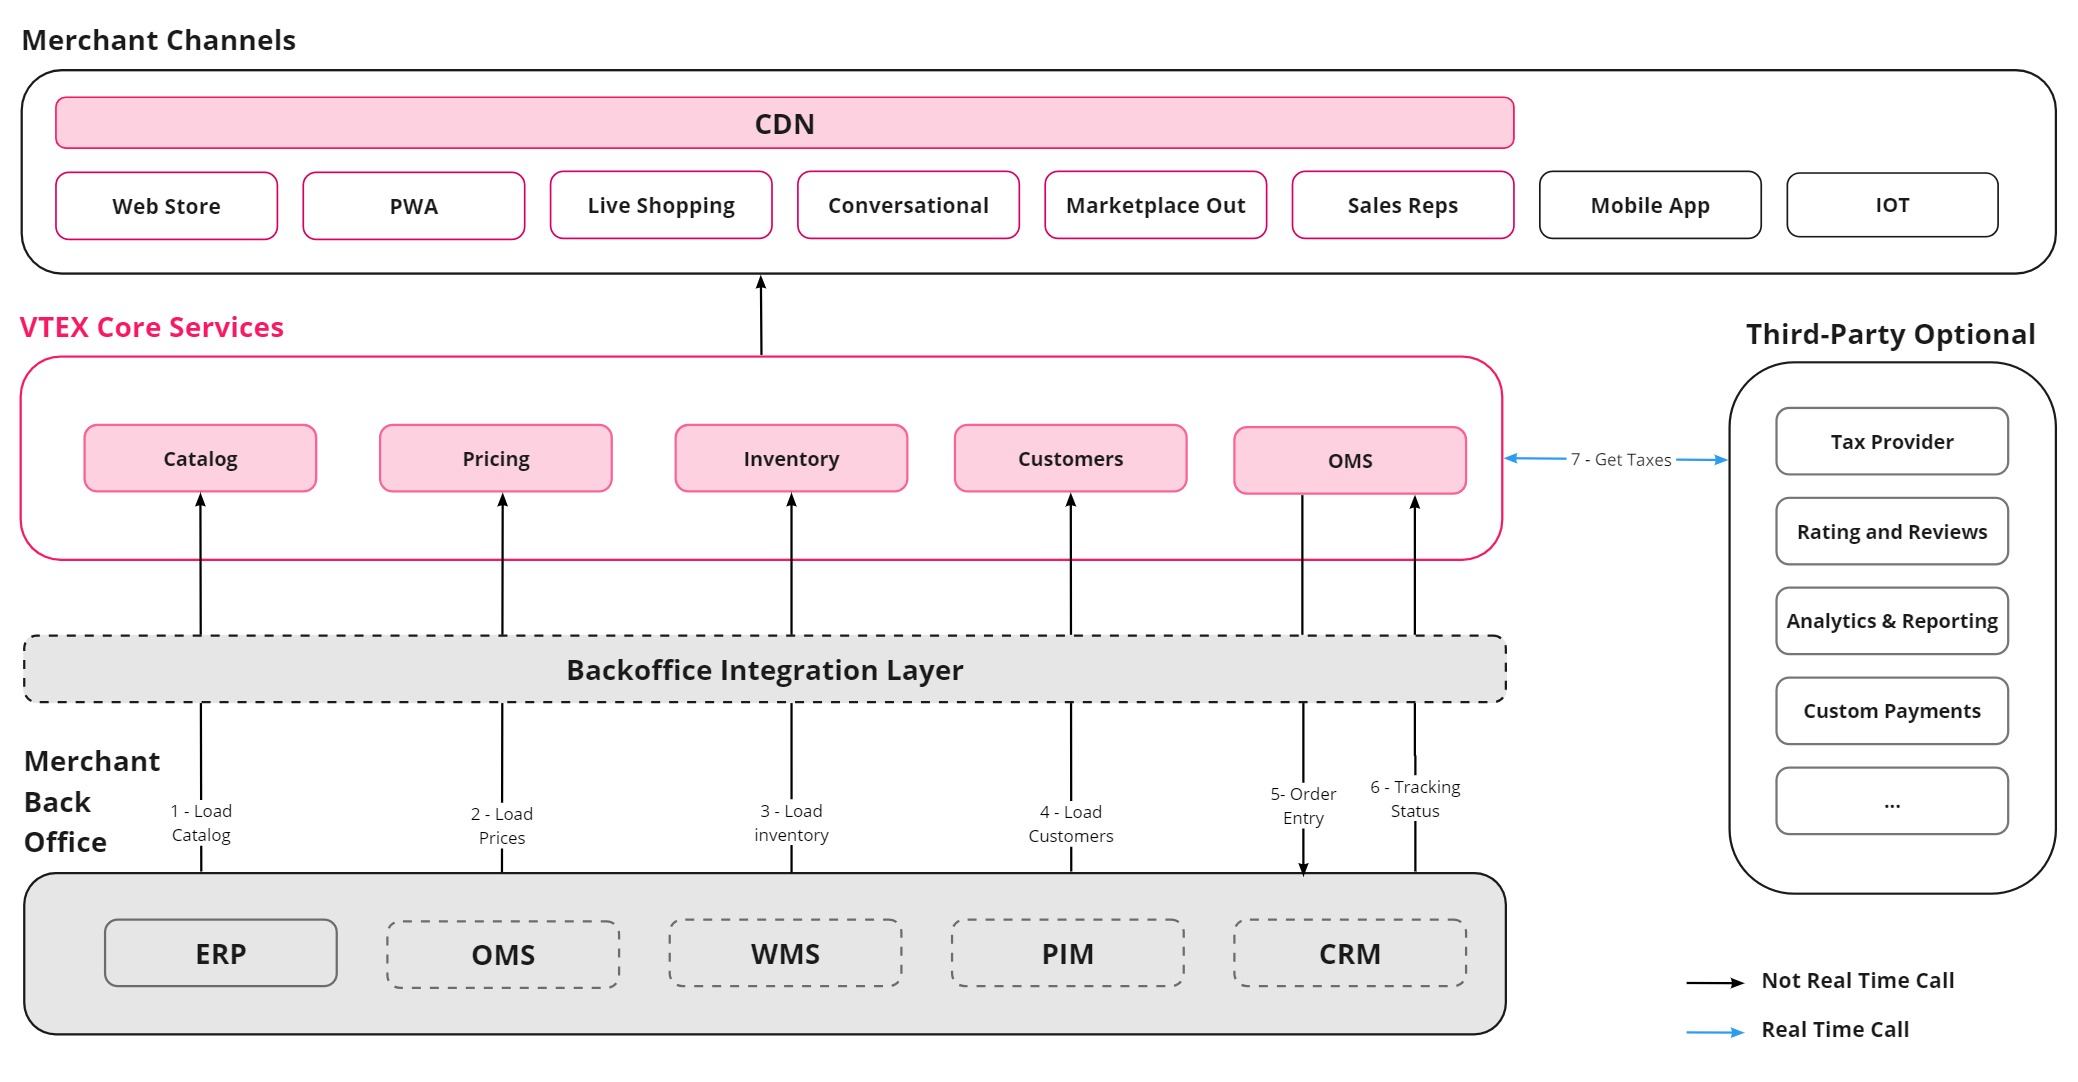 Merchant Channels
CDN
Web Store
PWA
Live Shopping
Conversational
Marketplace Out
Sales Reps
Mobile App
IOT
VTEX Core Services
Third-Party Optional
Catalog
Pricing
Inventory
Customers
OMS
7 - Get Taxes
Tax Provider
Rating and Reviews
Analytics & Reporting
Custom Payments
...
Backoffice Integration Layer
Merchant
Back
Office
1 - Load
Catalog
2 - Load
Prices
3 - Load
inventory
4 - Load
Customers
5- Order
Entry
6 - Tracking
Status
ERP
OMS
WMS
PIM
CRM
Not Real Time Call
Real Time Call